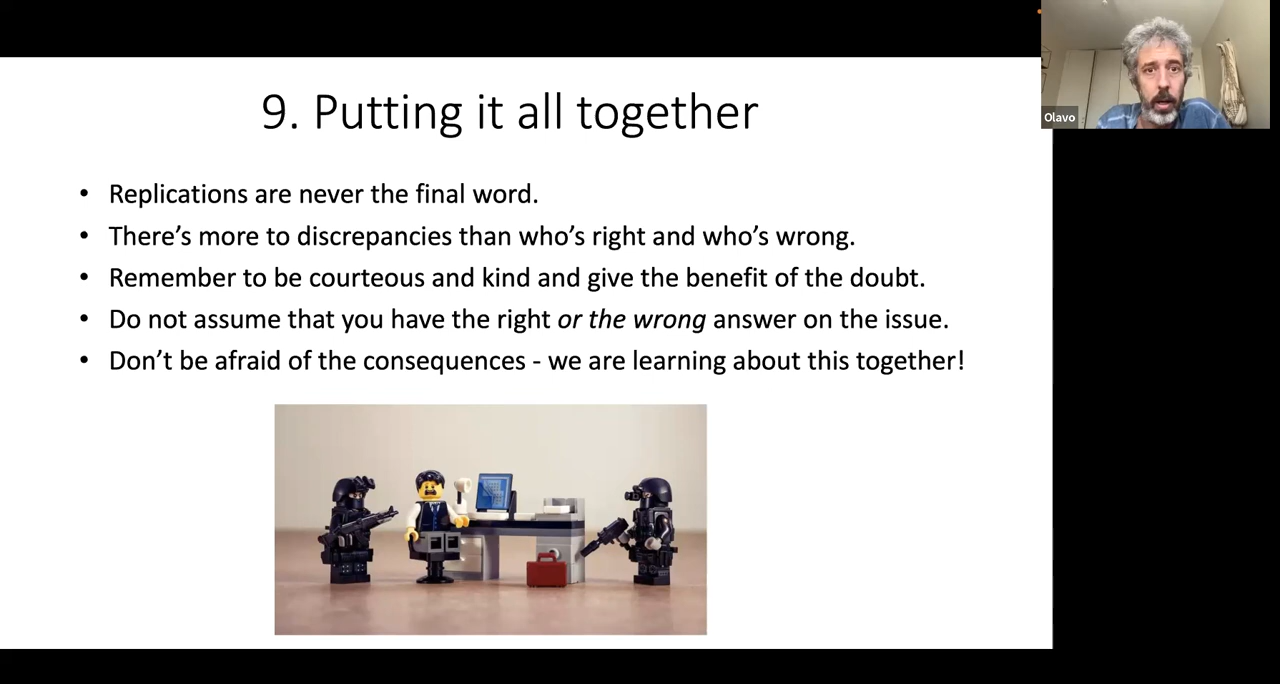 9. Putting it all together
• Replications are never the final word.
• There’s more to discrepancies than who’s right and who’s wrong.
• Remember to be courteous and kind and give the benefit of the doubt.
• Do not assume that you have the right or the wrong answer on the issue.
• Don’t be afraid of the consequences - we are learning about this together!
Olavo